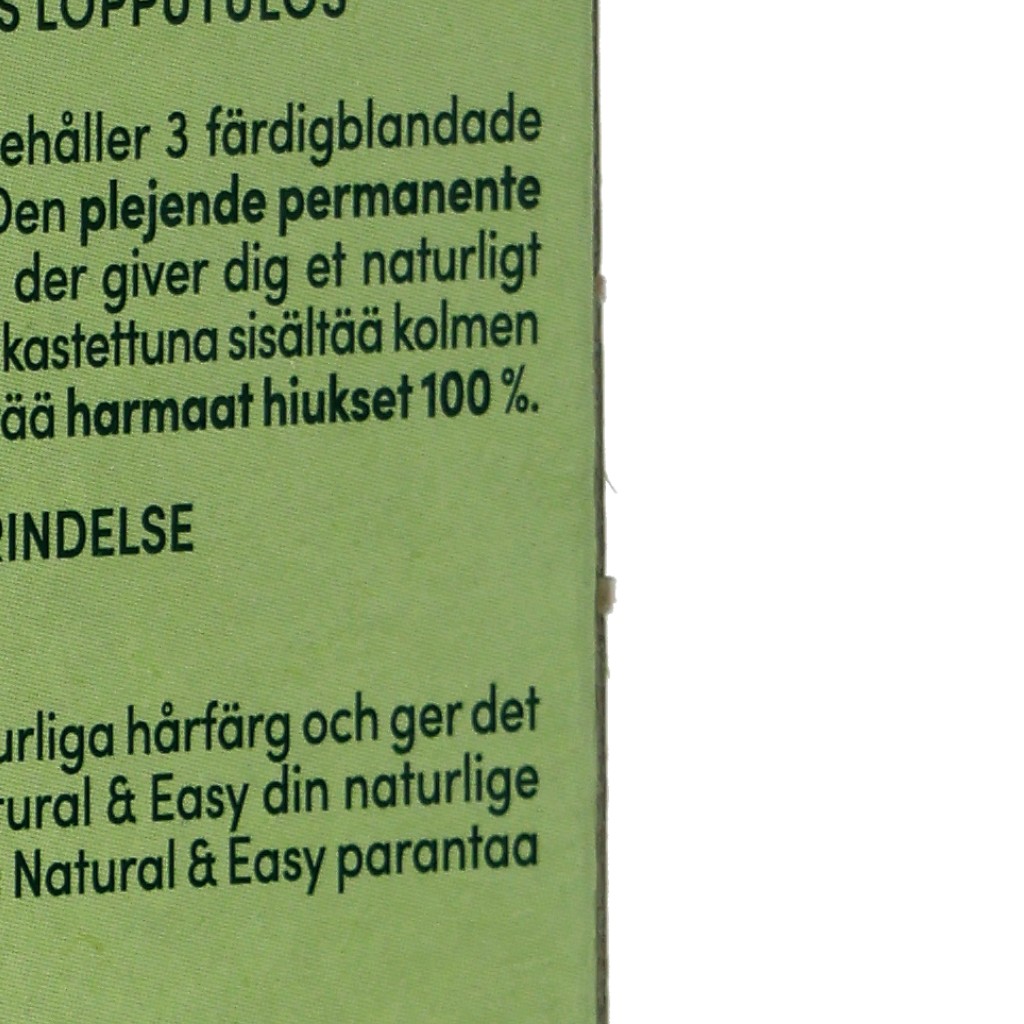 LOPPUTULOS
ehåller 3 färdigblandade
Den plejende permanente
der giver dig et naturligt
kastettuna sisältää kolmen
ää harmaat hiukset 100 %.
RINDELSE
urliga hårfärg och ger det
tural & Easy din naturlige
Natural & Easy parantaa